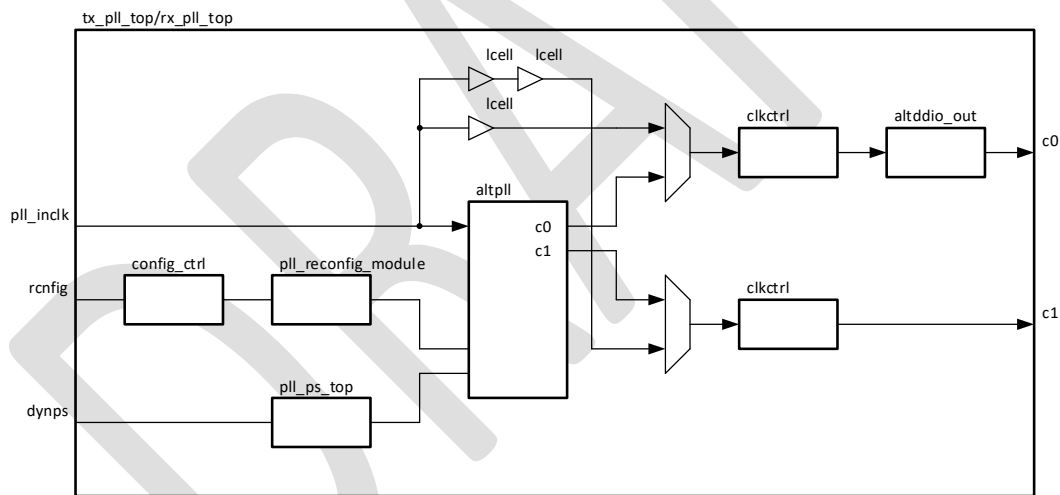 tx_pll_top/rx_pll_top
lcell lcell
lcell
clkctrl altddio_out
c0
altpll
pll_inclk
c0
c1
config_ctrl pll_reconfig_module
clkctrl
rcnfig
c1
pll_ps_top
dynps
DRA